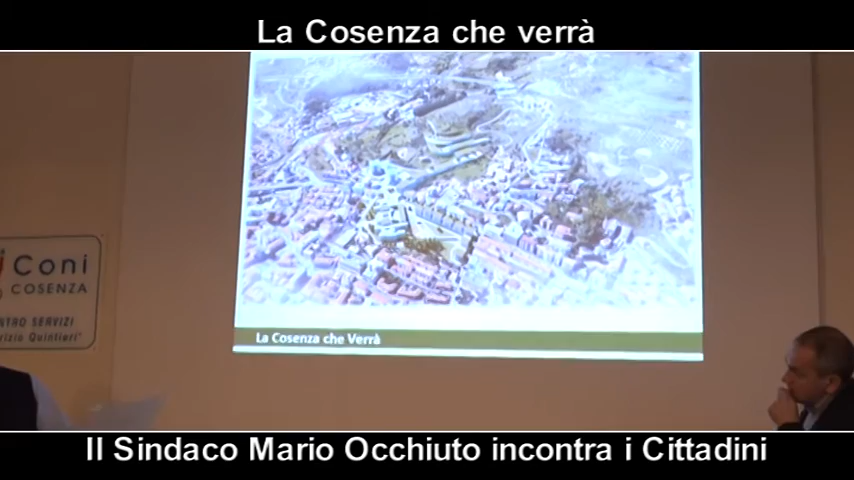 La Cosenza che verrà
Coni
COSENZA
"
La Cosenza che Verrà
Il Sindaco Mario Occhiuto incontra i Cittadini